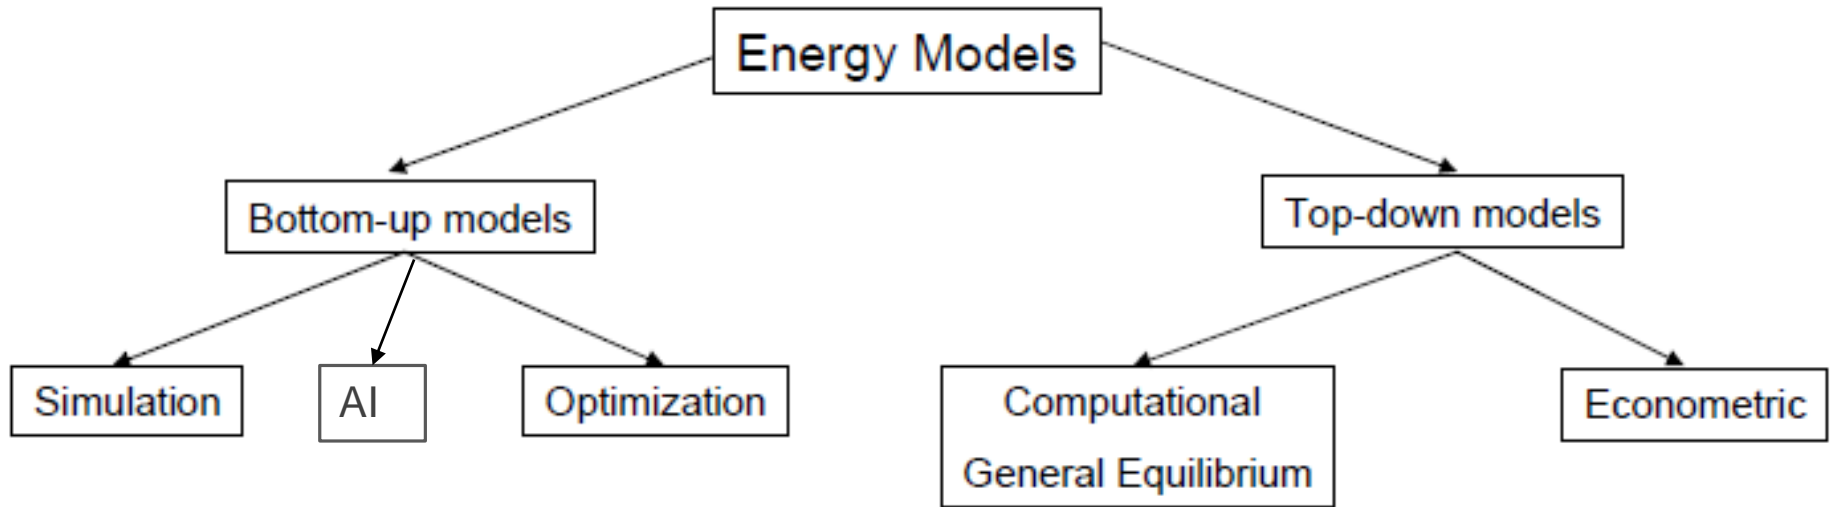 Energy Models
Bottom-up models
Top-down models
Simulation
AI
Optimization
Computational
General Equilibrium
Econometric